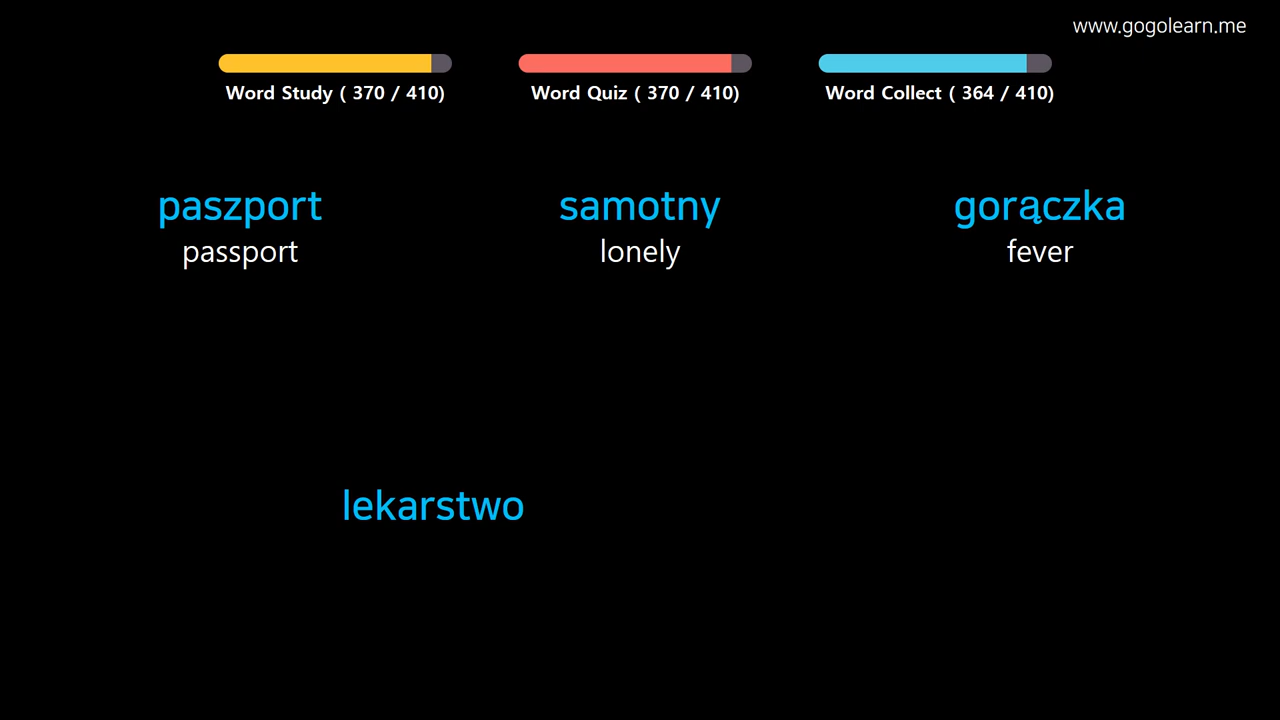 www.gogolearn.me
Word Study ( 370 / 410)
Word Quiz ( 370 / 410)
Word Collect ( 364 / 410)
paszport
passport
samotny
lonely
gorączka
fever
lekarstwo